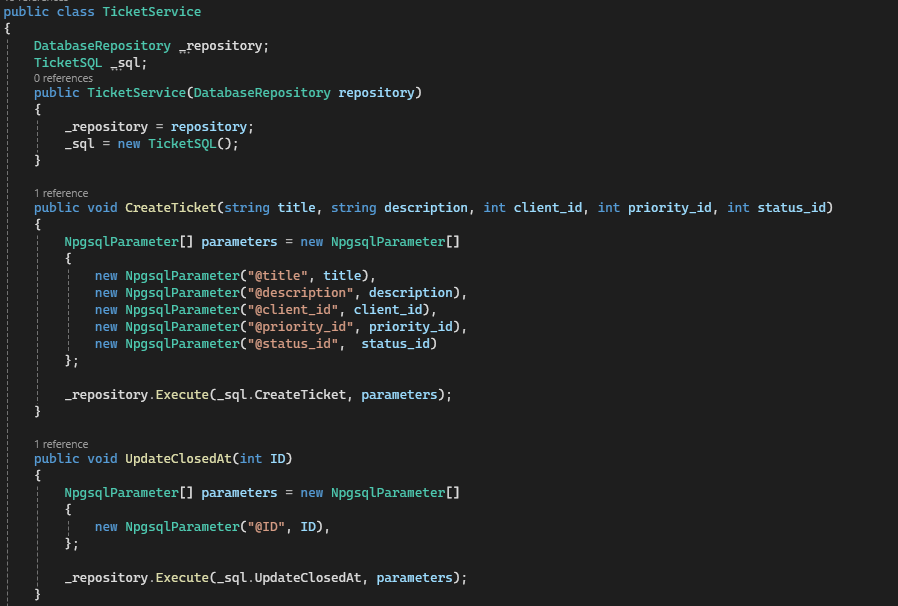 public class TicketService
{
DatabaseRepository _repository;
TicketSQL _sql;
0 references
public TicketService(DatabaseRepository repository)
{
_repository = repository;
_sql = new TicketSQL();
}
1 reference
public void CreateTicket(string title, string description, int client_id, int priority_id, int status_id)
{
NpgsqlParameter[] parameters = new NpgsqlParameter[]
{
new NpgsqlParameter("@title", title),
new NpgsqlParameter("@description", description),
new NpgsqlParameter("@client_id", client_id),
new NpgsqlParameter("@priority_id", priority_id),
new NpgsqlParameter("@status_id",  status_id)
};
_repository.Execute(_sql.CreateTicket, parameters);
}
1 reference
public void UpdateClosedAt(int ID)
{
NpgsqlParameter[] parameters = new NpgsqlParameter[]
{
new NpgsqlParameter("@ID", ID),
};
_repository.Execute(_sql.UpdateClosedAt, parameters);
}